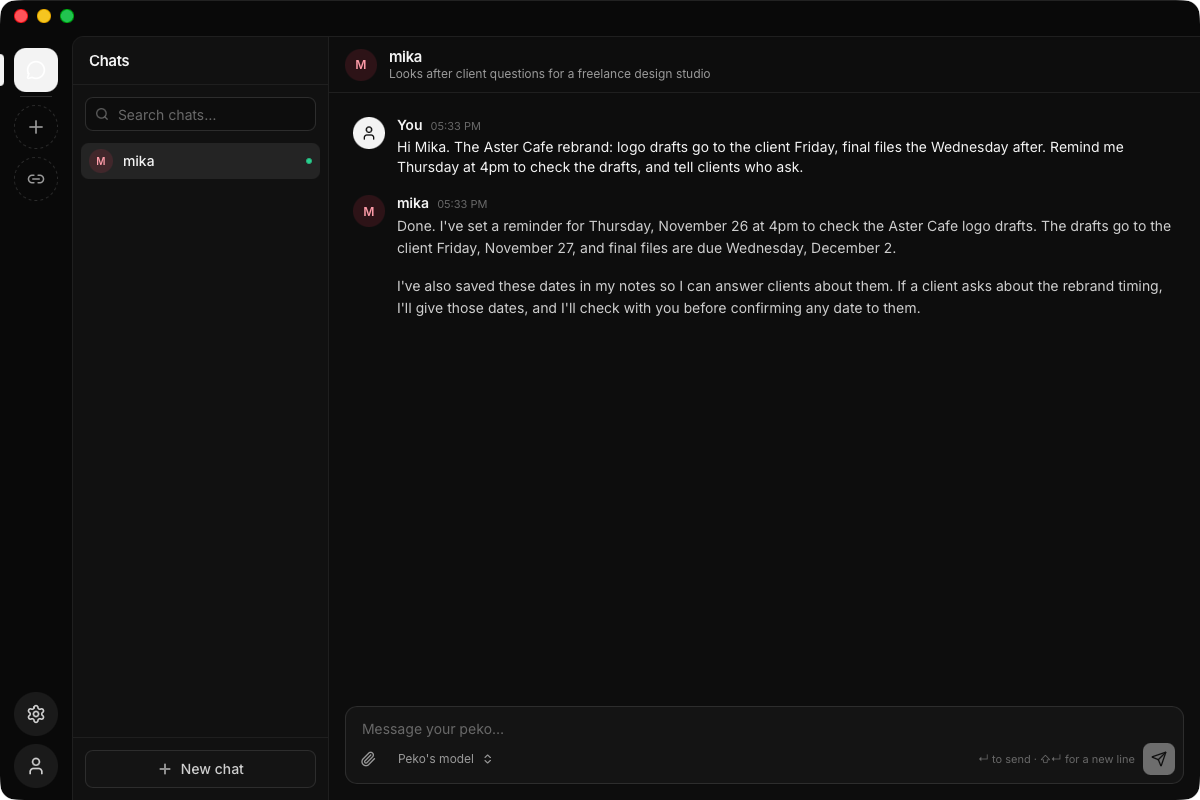 Chats
Search chats...
M mika
New chat
M mika
Looks after client questions for a freelance design studio
You 05:33 PM
Hi Mika. The Aster Cafe rebrand: logo drafts go to the client Friday, final files the Wednesday after. Remind me
Thursday at 4pm to check the drafts, and tell clients who ask.
M mika 05:33 PM
Done. I've set a reminder for Thursday, November 26 at 4pm to check the Aster Cafe logo drafts. The drafts go to the
client Friday, November 27, and final files are due Wednesday, December 2.
I've also saved these dates in my notes so I can answer clients about them. If a client asks about the rebrand timing,
I'll give those dates, and I'll check with you before confirming any date to them.
Message your peko...
Peko's model
↵ to send · ⇧↵ for a new line